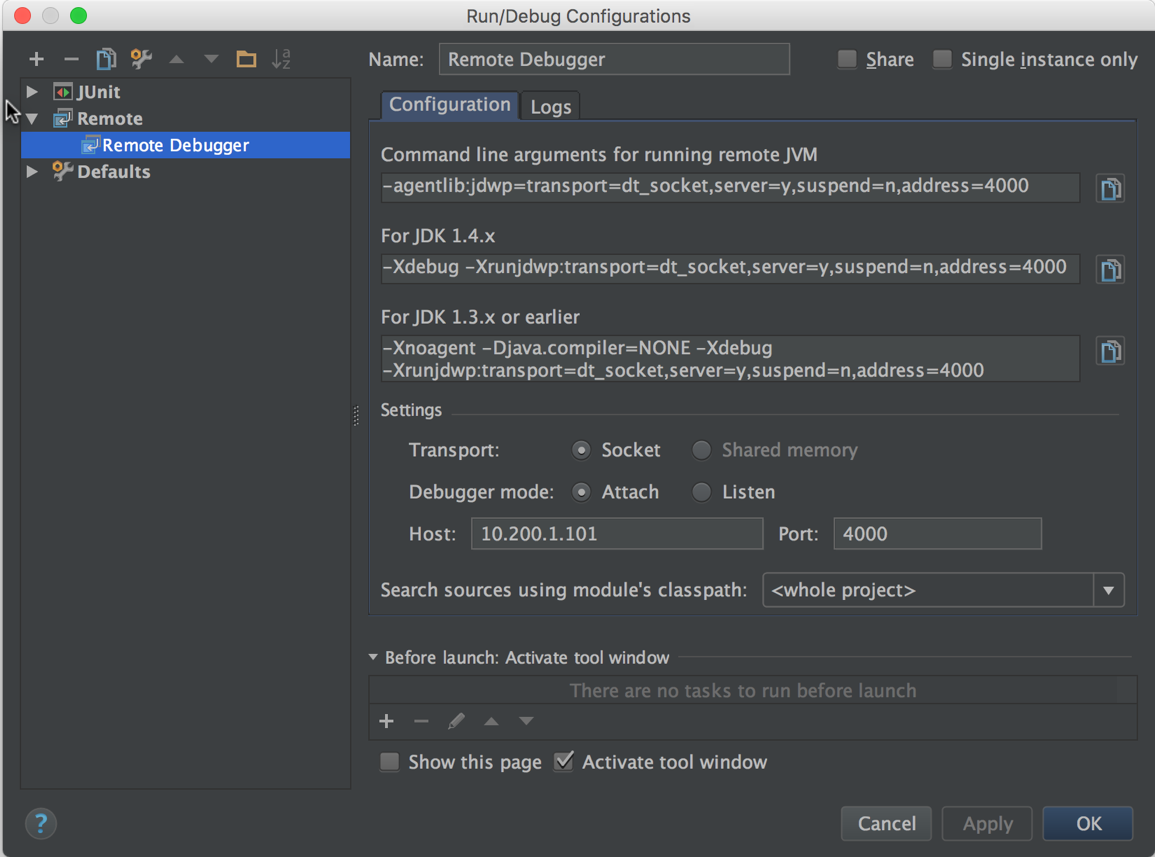 Run/Debug Configurations
Name: Remote Debugger Share Single instance only
JUnit
Remote
Remote Debugger
Defaults
Configuration Logs
Command line arguments for running remote JVM
-agentlib:jdwp=transport=dt_socket,server=y,suspend=n,address=4000
For JDK 1.4.x
-Xdebug -Xrunjdwp:transport=dt_socket,server=y,suspend=n,address=4000
For JDK 1.3.x or earlier
-Xnoagent -Djava.compiler=NONE -Xdebug
-Xrunjdwp:transport=dt_socket,server=y,suspend=n,address=4000
Settings
Transport: Socket Shared memory
Debugger mode: Attach Listen
Host: 10.200.1.101 Port: 4000
Search sources using module's classpath: <whole project>
Before launch: Activate tool window
There are no tasks to run before launch
Show this page Activate tool window
? Cancel Apply OK